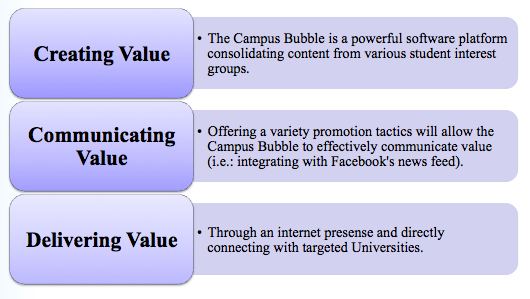 Creating Value
• The Campus Bubble is a powerful software platform
consolidating content from various student interest
groups.
Communicating
Value
• Offering a variety promotion tactics will allow the
Campus Bubble to effectively communicate value
(i.e.: integrating with Facebook's news feed).
Delivering Value
• Through an internet presense and directly
connecting with targeted Universities.